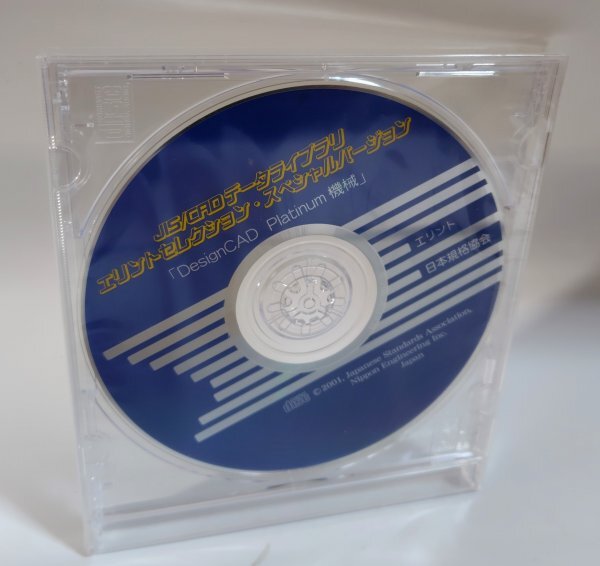 JIS/CADデータライブラリ
エリントセレクション・スペシャルバージョン
「DesignCAD Platinum 機械」
エリント
日本規格協会
©2001, Japanese Standards Association,
Nippon Engineering Inc.
Japan